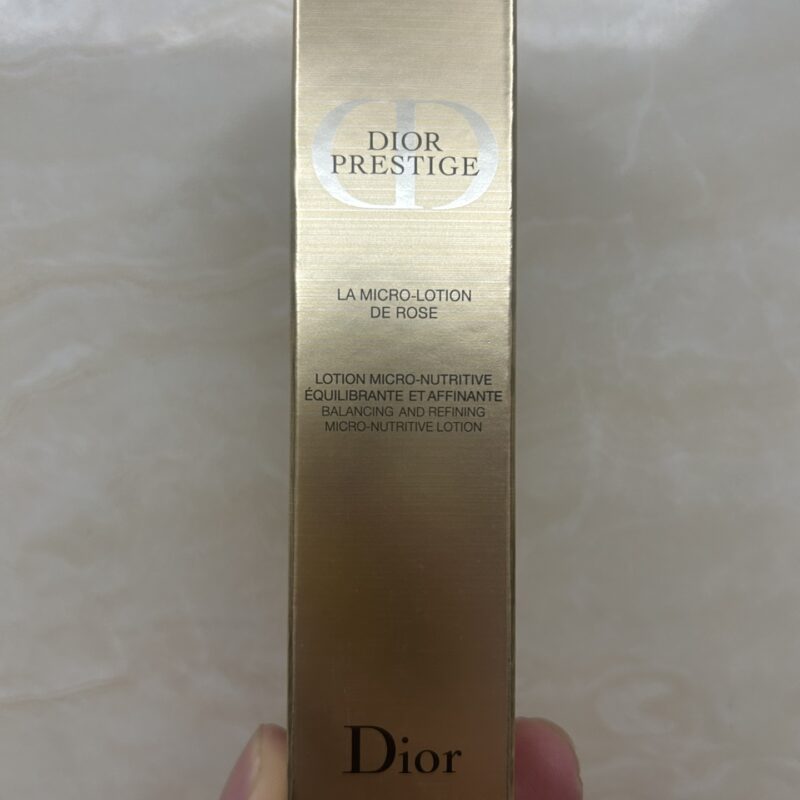 DIOR
PRESTIGE
LA MICRO-LOTION
DE ROSE
LOTION MICRO-NUTRITIVE
ÉQUILIBRANTE ET AFFINANTE
BALANCING AND REFINING
MICRO-NUTRITIVE LOTION
Dior